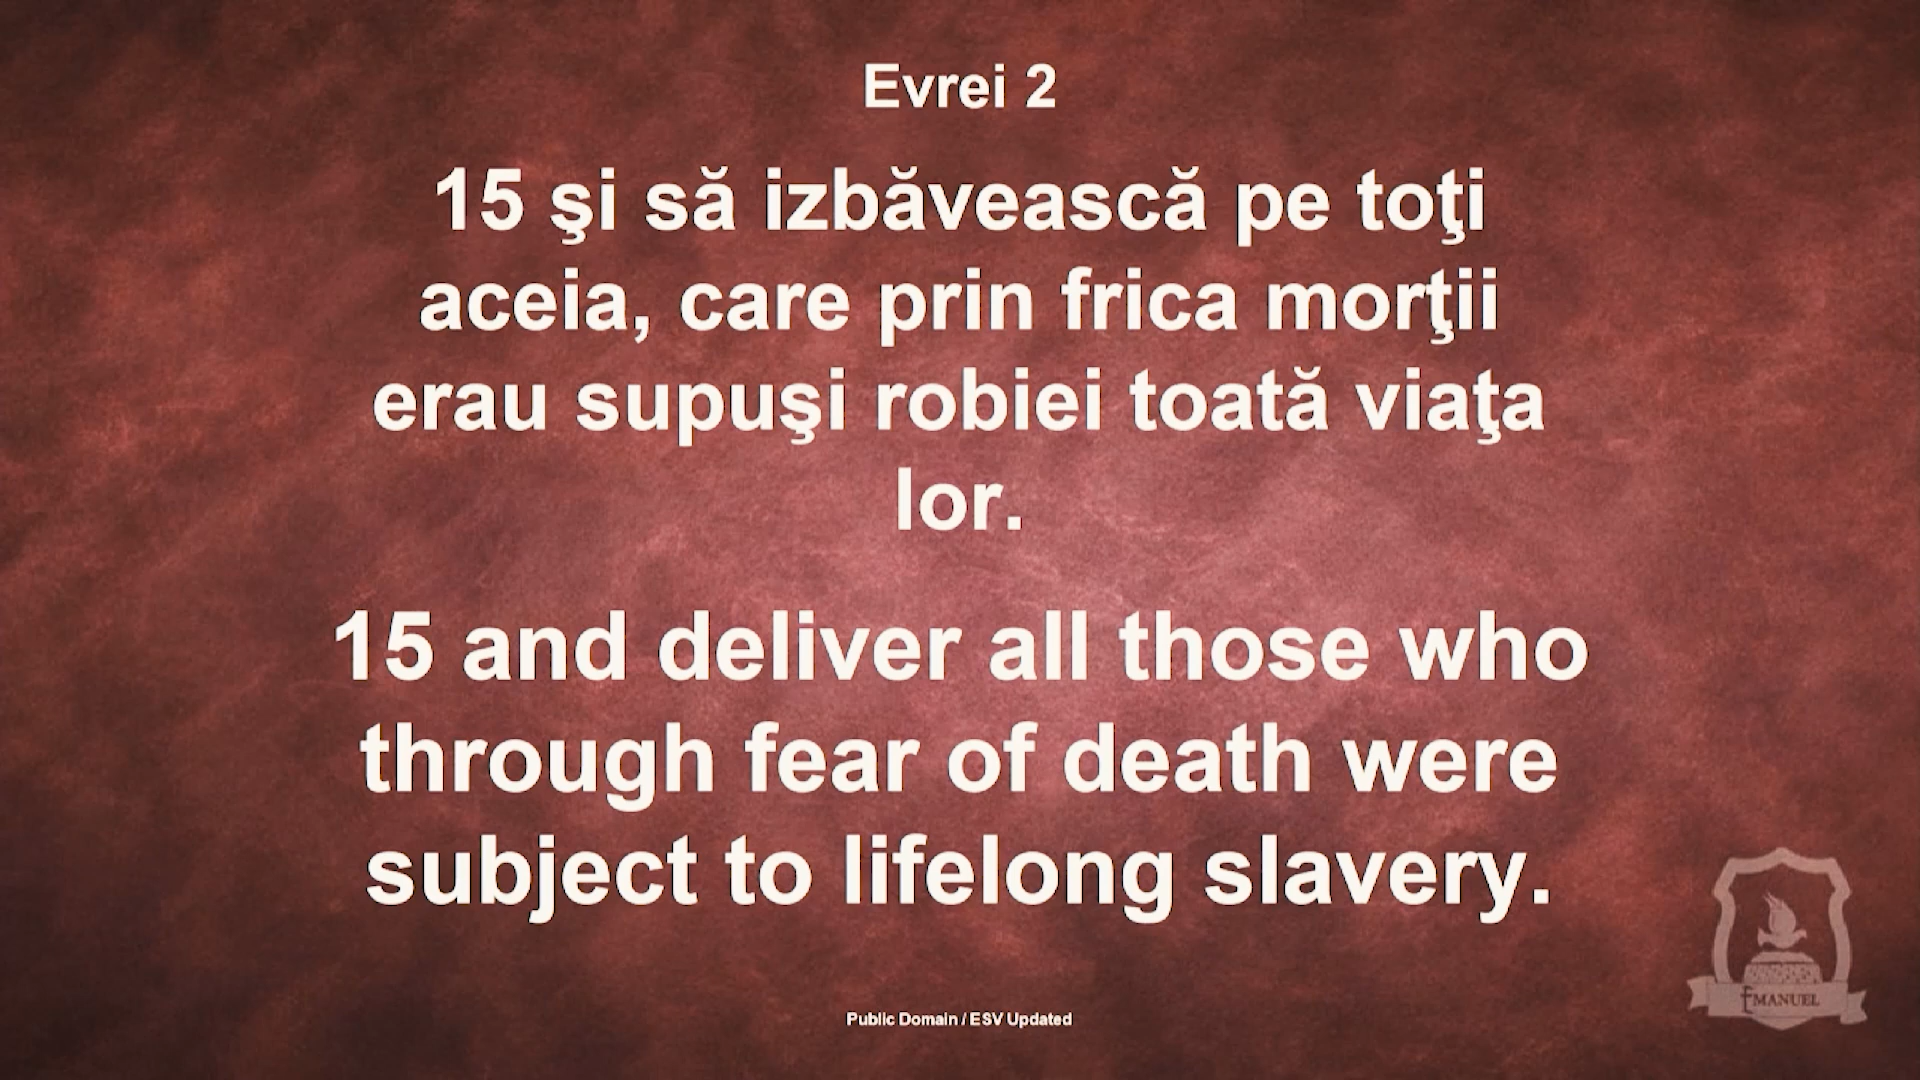 Evrei 2
15 şi să izbăvească pe toţi
aceia, care prin frica morţii
erau supuşi robiei toată viaţa
lor.
15 and deliver all those who
through fear of death were
subject to lifelong slavery.
EMANUEL
Public Domain / ESV Updated